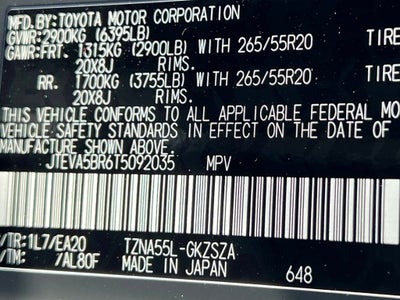 MFD.BY:TOYOTA MOTOR CORPORATION
GVWR:2900KG (6395LB)
GAWR:FRT. 1315KG (2900LB) WITH 265/55R20 TIRE
20X8J RIMS.
RR. 1700KG (3755LB) WITH 265/55R20 TIRE
20X8J RIMS.
THIS VEHICLE CONFORMS TO ALL APPLICABLE FEDERAL MO
VEHICLE SAFETY STANDARDS IN EFFECT ON THE DATE OF
MANUFACTURE SHOWN ABOVE.
JTEVA5BR6T5092035 MPV
/TR:1L7/EA20 TZNA55L-GKZSZA
/TM: 7AL80F MADE IN JAPAN 648